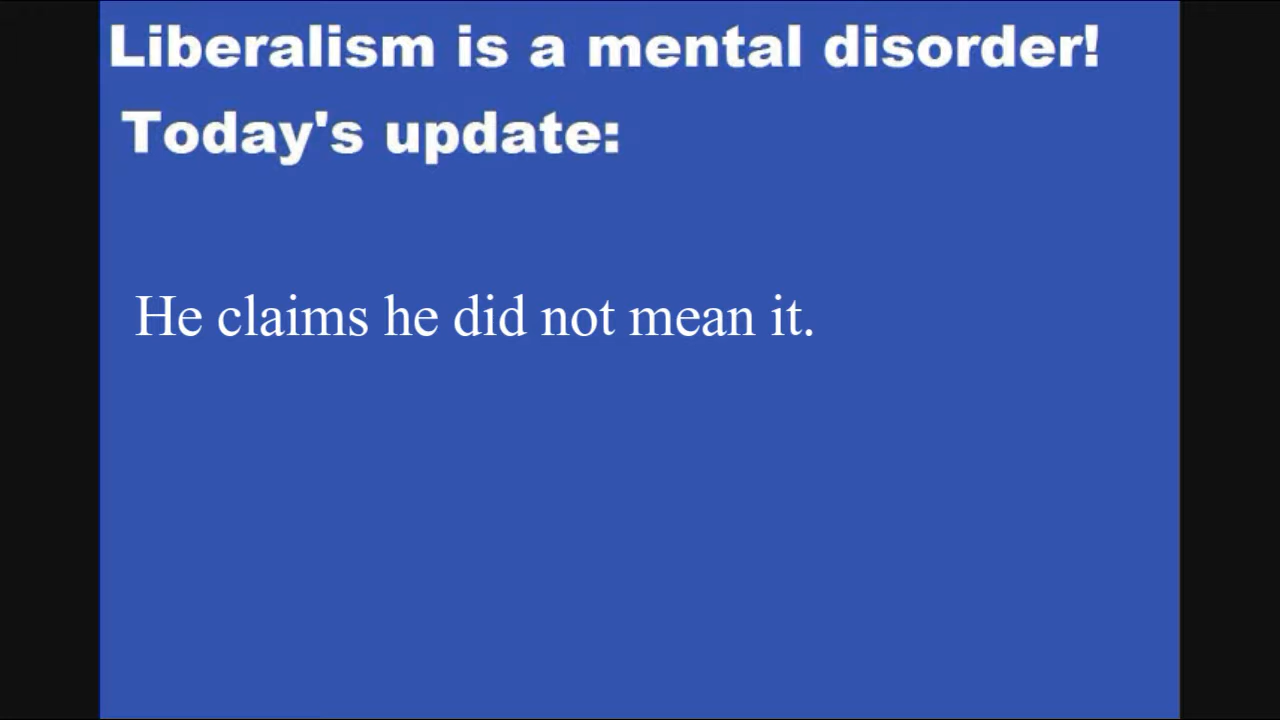 Liberalism is a mental disorder!
Today's update:
He claims he did not mean it.